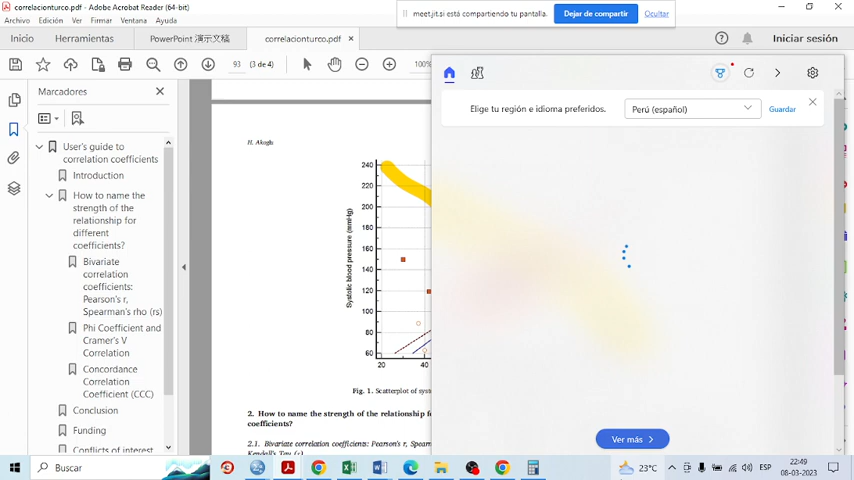 correlacionturco.pdf - Adobe Acrobat Reader (64-bit)
Archivo Edición Ver Firmar Ventana Ayuda
meet.jit.si está compartiendo tu pantalla.
Dejar de compartir
Ocultar
Inicio
Herramientas
PowerPoint 演示文稿
correlacionturco.pdf
Iniciar sesión
93 (3 de 4)
100%
Marcadores
User's guide to
correlation coefficients
Introduction
How to name the
strength of the
relationship for
different
coefficients?
Bivariate
correlation
coefficients:
Pearson's r,
Spearman's rho (rs)
Phi Coefficient and
Cramer's V
Correlation
Concordance
Correlation
Coefficient (CCC)
Conclusion
Funding
Conflicts of interest
H. Akoglu
Systolic blood pressure (mmHg)
240
220
200
180
160
140
120
100
80
60
20
40
Fig. 1. Scatterplot of syst
2. How to name the strength of the relationship f
coefficients?
2.1. Bivariate correlation coefficients: Pearson's r, Spearm
Kendall's Tau (τ)
Elige tu región e idioma preferidos.
Perú (español)
Guardar
Ver más
Buscar
23°C
ESP
22:49
08-03-2023